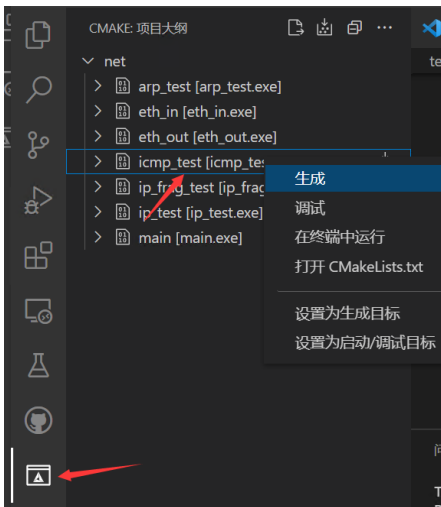 CMAKE: 项目大纲
net
arp_test [arp_test.exe]
eth_in [eth_in.exe]
eth_out [eth_out.exe]
icmp_test [icmp_tes
ip_frag_test [ip_frag
ip_test [ip_test.exe]
main [main.exe]
生成
调试
在终端中运行
打开 CMakeLists.txt
设置为生成目标
设置为启动/调试目标
te
问
T